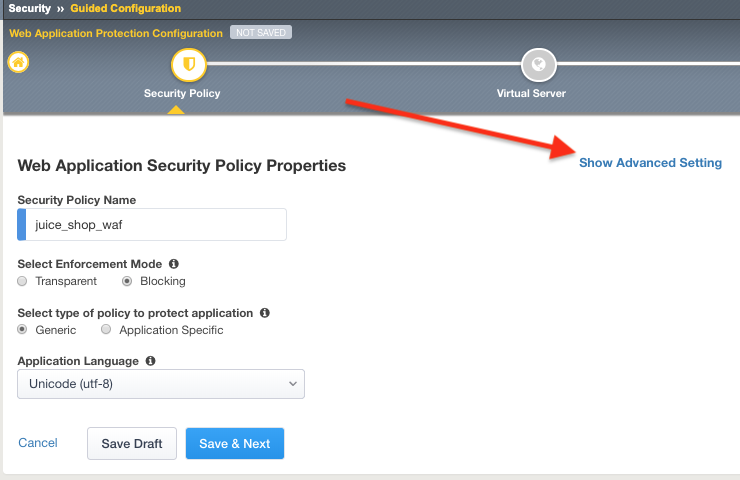 Security ›› Guided Configuration
Web Application Protection Configuration NOT SAVED
Security Policy Virtual Server
Show Advanced Setting
Web Application Security Policy Properties
Security Policy Name
juice_shop_waf
Select Enforcement Mode
Transparent Blocking
Select type of policy to protect application
Generic Application Specific
Application Language
Unicode (utf-8)
Cancel Save Draft Save & Next